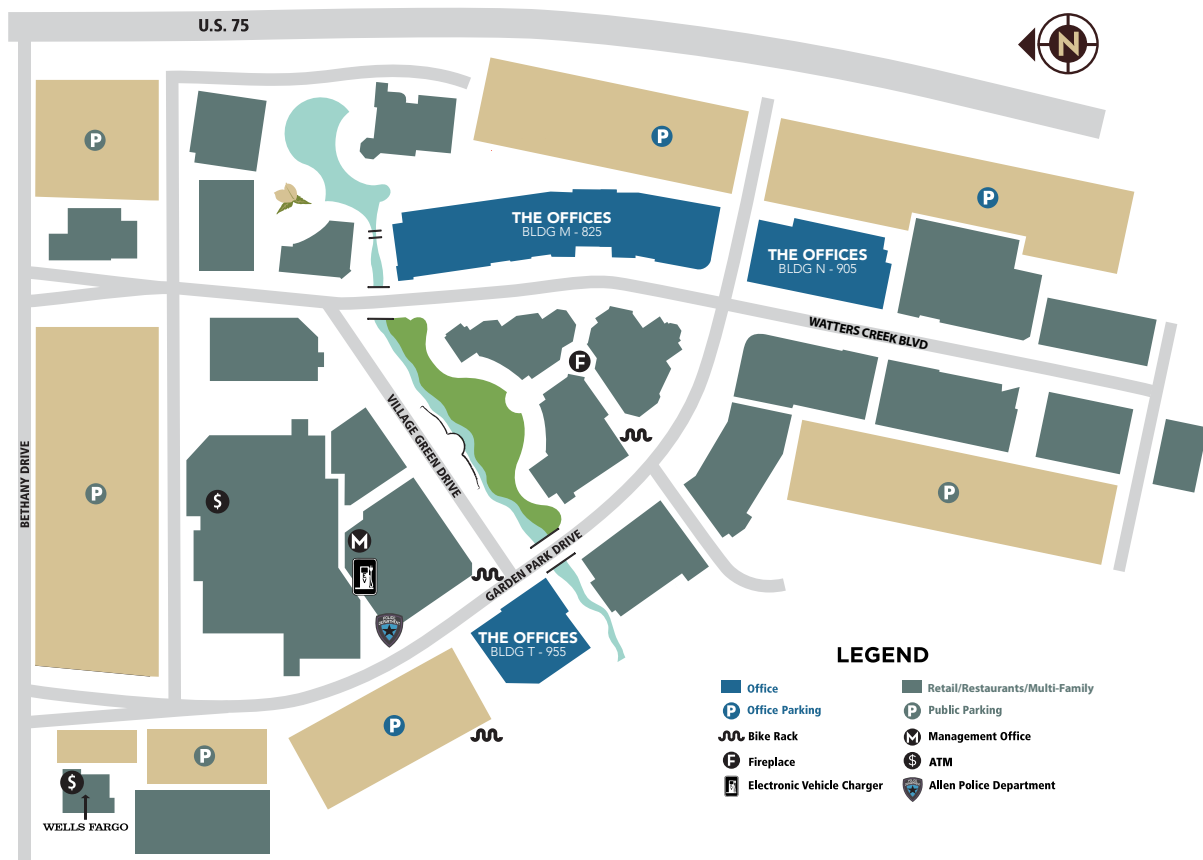 U.S. 75
N
P
P
P
THE OFFICES
BLDG M - 825
THE OFFICES
BLDG N - 905
WATTERS CREEK BLVD
F
VILLAGE GREEN DRIVE
BETHANY DRIVE
P
$
P
M
GARDEN PARK DRIVE
POLICE
DEPARTMENT
THE OFFICES
BLDG T - 955
P
P
$
WELLS FARGO
LEGEND
Office
Retail/Restaurants/Multi-Family
P Office Parking
P Public Parking
Bike Rack
M Management Office
F Fireplace
$ ATM
Electronic Vehicle Charger
Allen Police Department